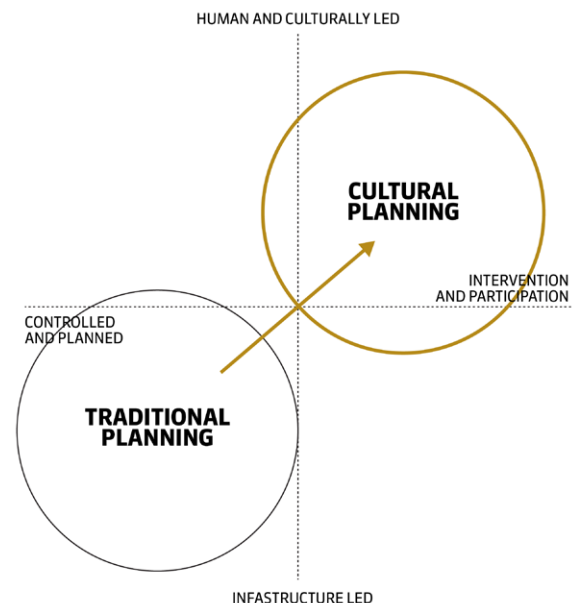 HUMAN AND CULTURALLY LED
CULTURAL
PLANNING
INTERVENTION
AND PARTICIPATION
CONTROLLED
AND PLANNED
TRADITIONAL
PLANNING
INFASTRUCTURE LED